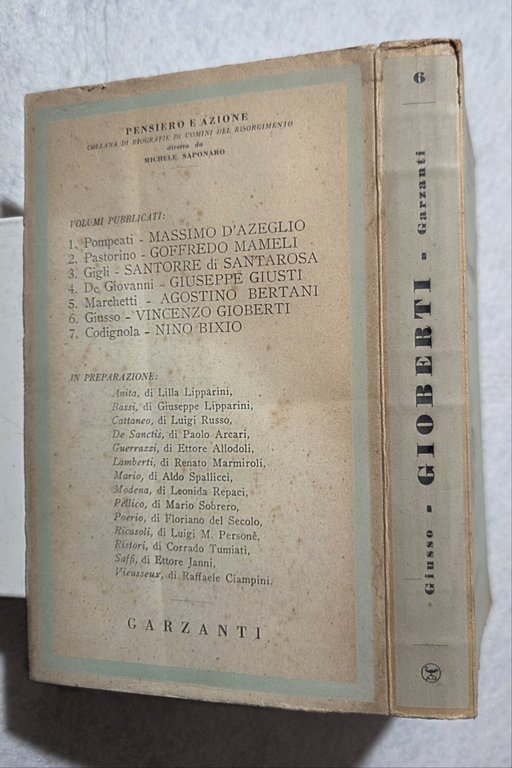 PENSIERO E AZIONE
COLLANA DI BIOGRAFIE DI UOMINI DEL RISORGIMENTO
diretta da
MICHELE SAPONARO
VOLUMI PUBBLICATI:
1. Pompeati - MASSIMO D'AZEGLIO
2. Pastorino - GOFFREDO MAMELI
3. Gigli - SANTORRE di SANTAROSA
4. De Giovanni - GIUSEPPE GIUSTI
5. Marchetti - AGOSTINO BERTANI
6. Giusso - VINCENZO GIOBERTI
7. Codignola - NINO BIXIO
IN PREPARAZIONE:
Anita, di Lilla Lipparini,
Bassi, di Giuseppe Lipparini,
Cattaneo, di Luigi Russo,
De Sanctis, di Paolo Arcari,
Guerrazzi, di Ettore Allodoli,
Lamberti, di Renato Marmiroli,
Mario, di Aldo Spallicci,
Modena, di Leonida Repaci,
Pellico, di Mario Sobrero,
Poerio, di Floriano del Secolo,
Ricasoli, di Luigi M. Personè,
Ristori, di Corrado Tumiati,
Saffi, di Ettore Janni,
Vieusseux, di Raffaele Ciampini.
GARZANTI
Giusso - GIOBERTI - Garzanti
6